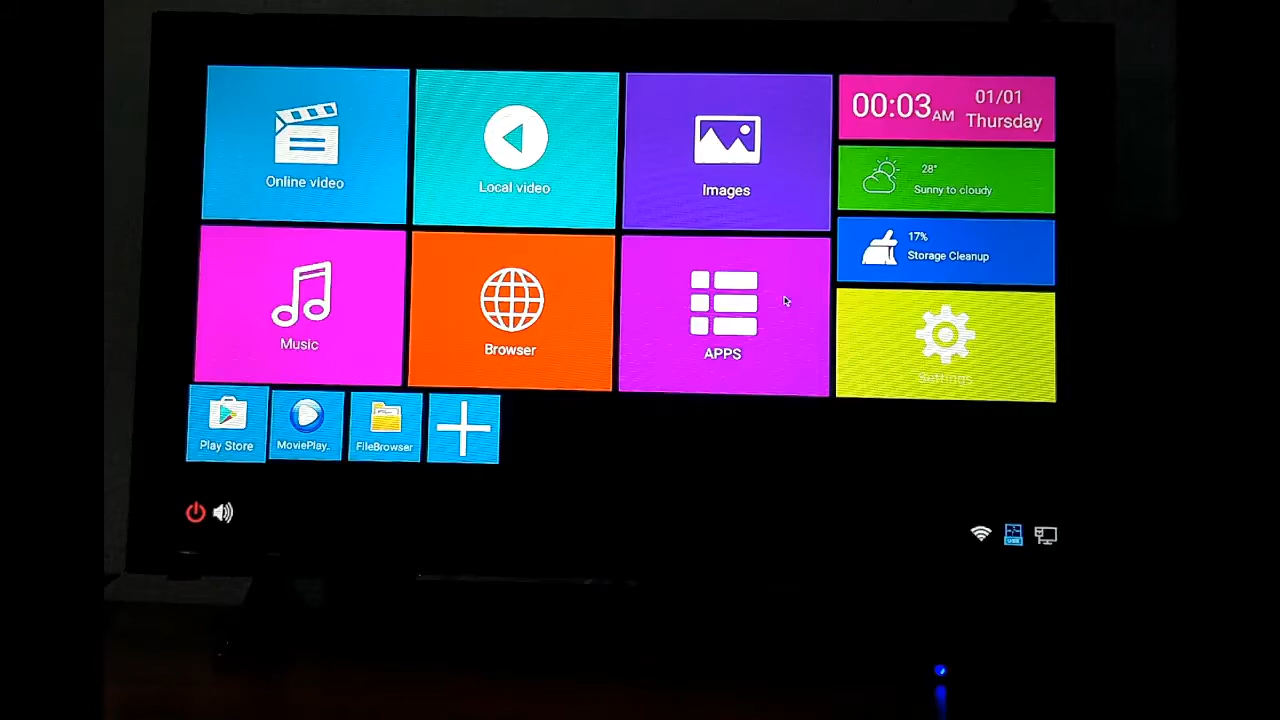 Online video
Local video
Images
00:03AM
01/01
Thursday
28°
Sunny to cloudy
17%
Storage Cleanup
Music
Browser
APPS
Settings
Play Store
MoviePlay..
FileBrowser